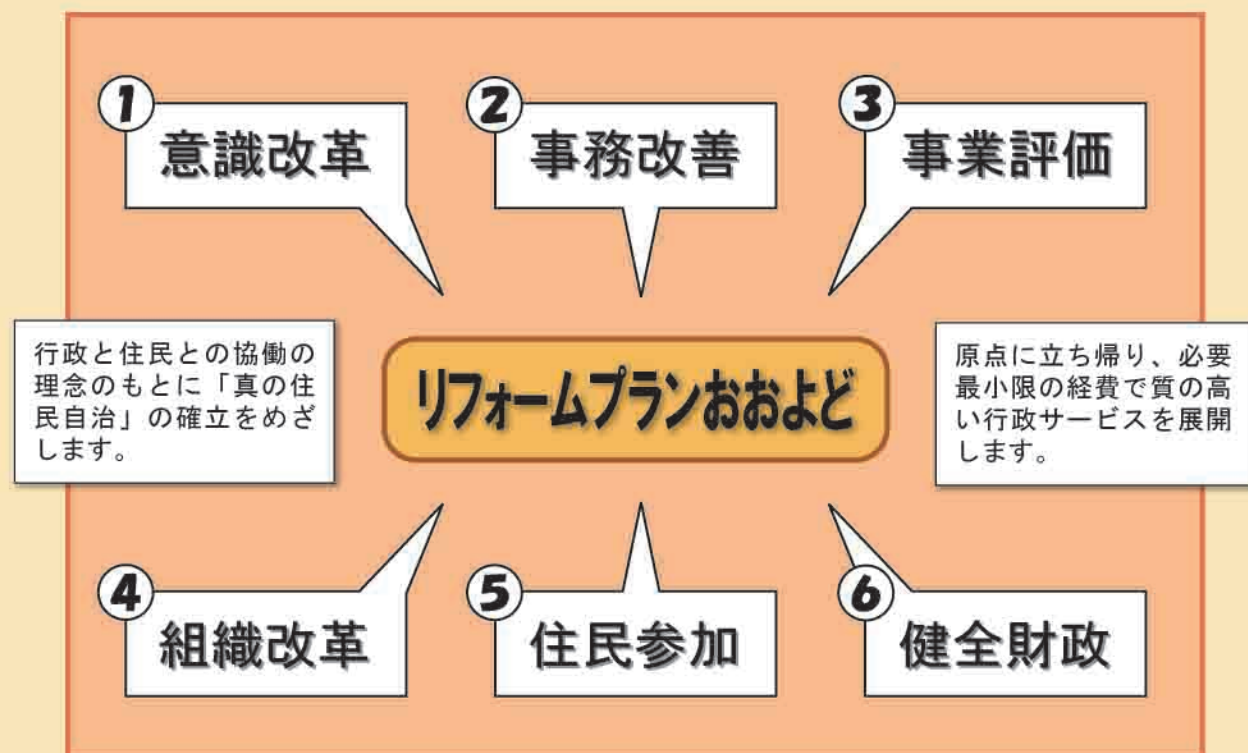 1
意識改革
2
事務改善
3
事業評価
行政と住民との協働の
理念のもとに「真の住
民自治」の確立をめざ
します。
リフォームプランおおよど
原点に立ち帰り、必要
最小限の経費で質の高
い行政サービスを展開
します。
4
組織改革
5
住民参加
6
健全財政